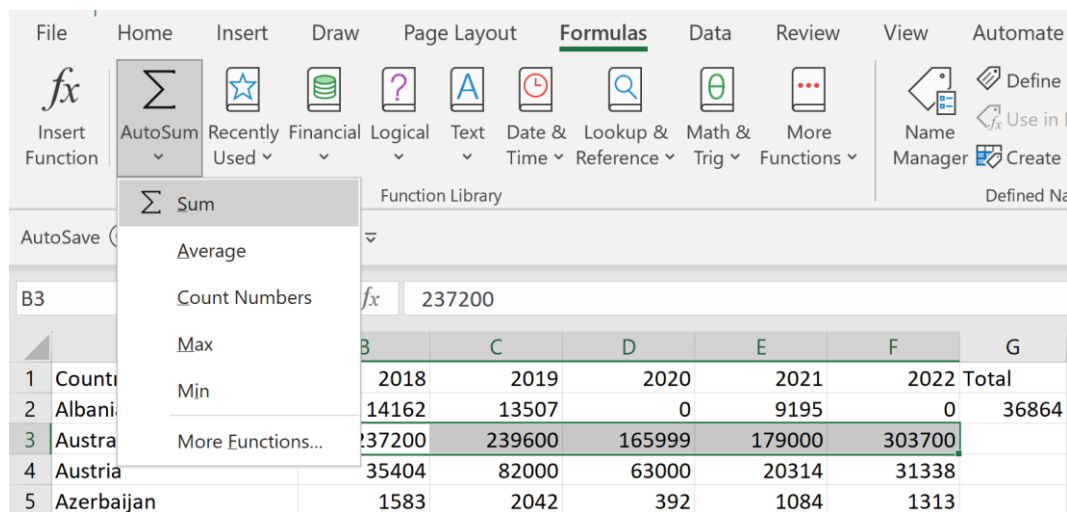 File Home Insert Draw Page Layout Formulas Data Review View Automate
fx
Insert Function
AutoSum
Recently Used
Financial
Logical
Text
Date & Time
Lookup & Reference
Math & Trig
More Functions
Name Manager
Define
Use in
Create
Function Library
Defined Na
AutoSave
Sum
Average
Count Numbers
Max
Min
More Functions...
B3 fx 237200
B C D E F G
1 Countr 2018 2019 2020 2021 2022 Total
2 Albani 14162 13507 0 9195 0 36864
3 Austra 237200 239600 165999 179000 303700
4 Austria 35404 82000 63000 20314 31338
5 Azerbaijan 1583 2042 392 1084 1313